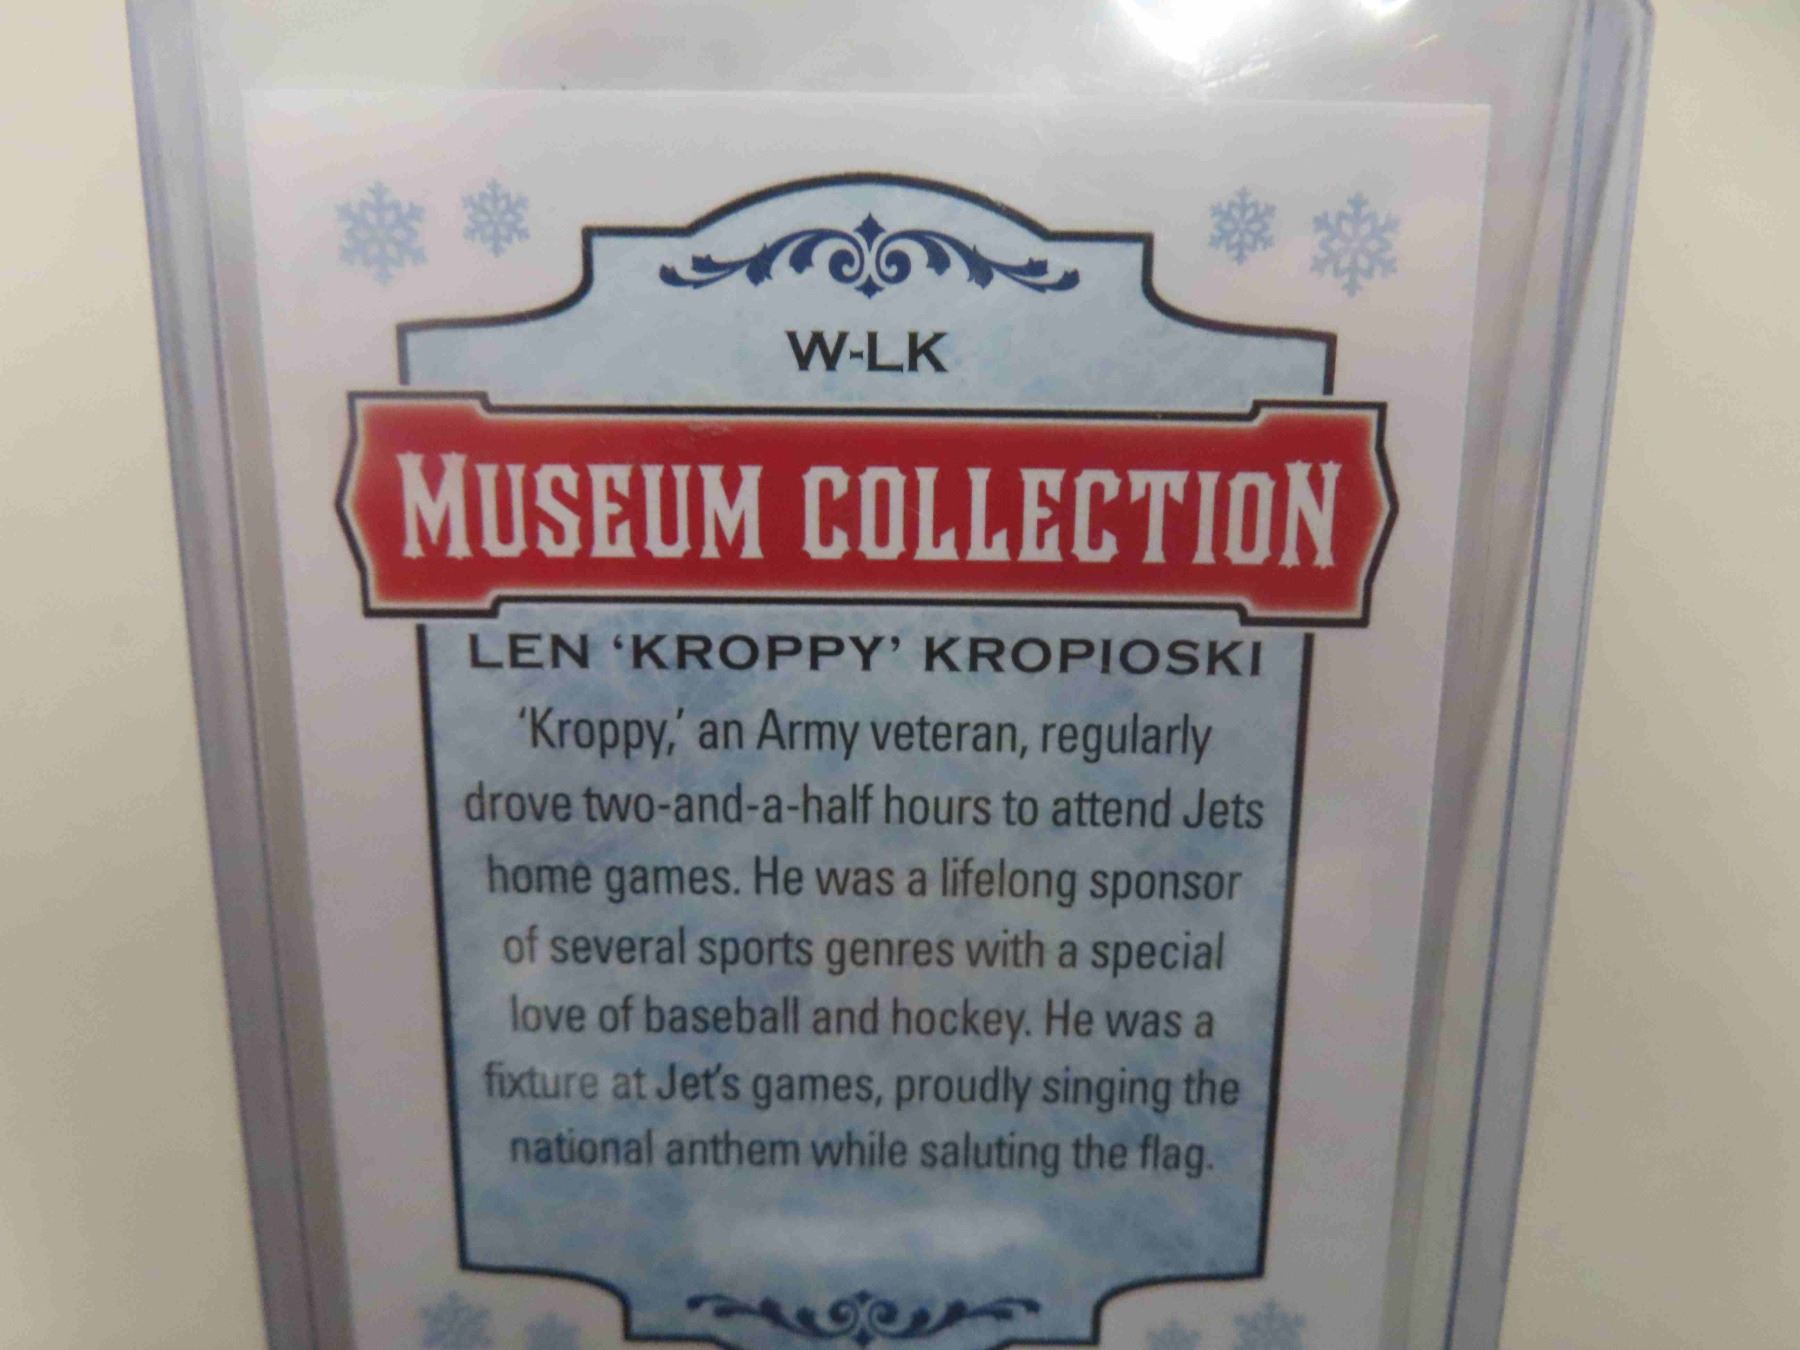 W-LK
MUSEUM COLLECTION
LEN ‘KROPPY’ KROPIOSKI
‘Kroppy,’ an Army veteran, regularly
drove two-and-a-half hours to attend Jets
home games. He was a lifelong sponsor
of several sports genres with a special
love of baseball and hockey. He was a
fixture at Jet’s games, proudly singing the
national anthem while saluting the flag.